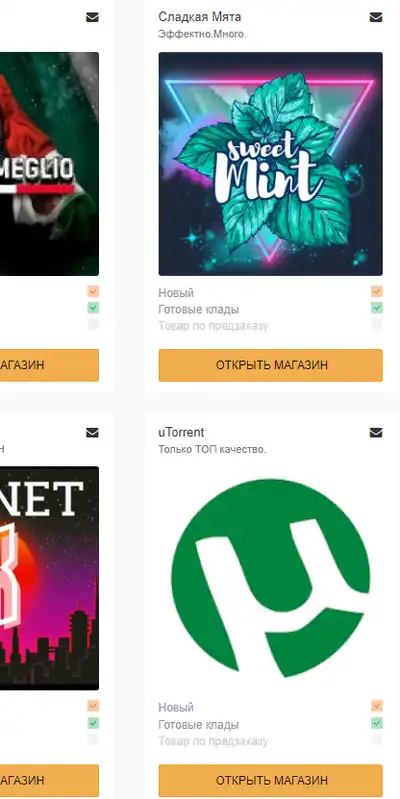 Сладкая Мята
Эффектно.Много.
MEGLIO
sweet
Mint
Новый
Готовые клады
Товар по предзаказу
АГАЗИН
ОТКРЫТЬ МАГАЗИН
uTorrent
Н
Только ТОП качество.
NET
Новый
Готовые клады
Товар по предзаказу
АГАЗИН
ОТКРЫТЬ МАГАЗИН